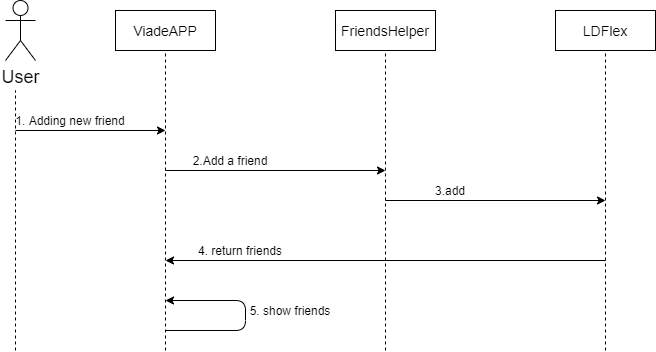 ViadeAPP
FriendsHelper
LDFlex
User
1. Adding new friend
2.Add a friend
3.add
4. return friends
5. show friends